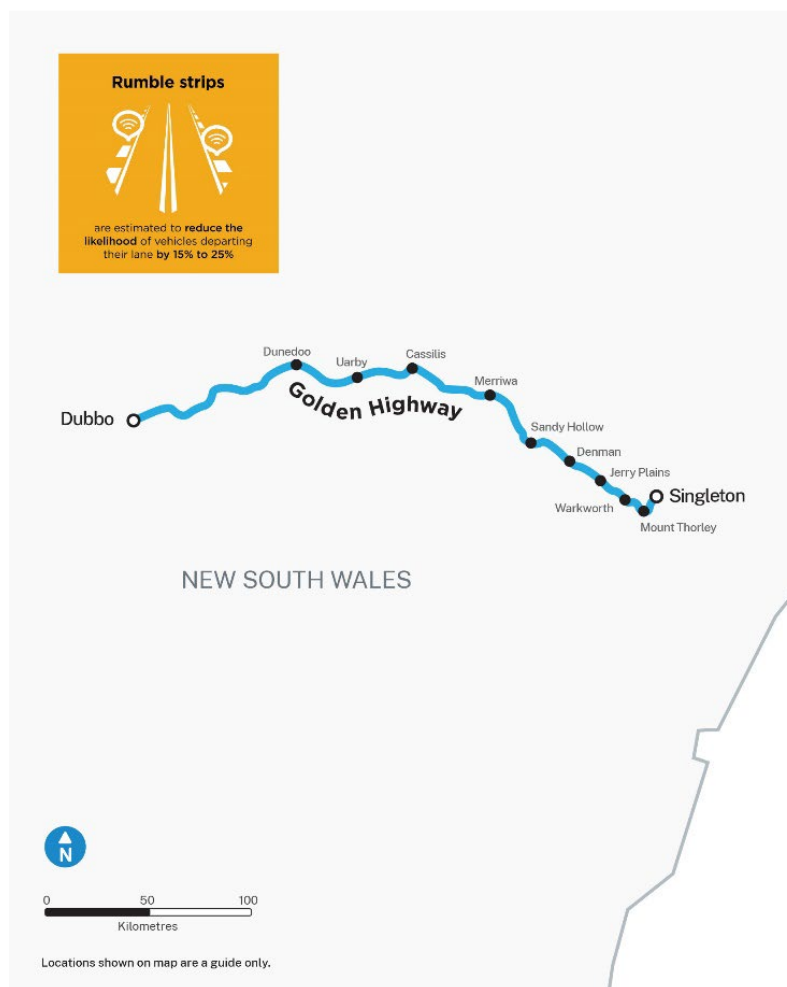 Rumble strips
are estimated to reduce the
likelihood of vehicles departing
their lane by 15% to 25%
Dunedoo
Uarby
Cassilis
Merriwa
Golden Highway
Dubbo
Sandy Hollow
Denman
Jerry Plains
Singleton
Warkworth
Mount Thorley
NEW SOUTH WALES
N
0 50 100
Kilometres
Locations shown on map are a guide only.